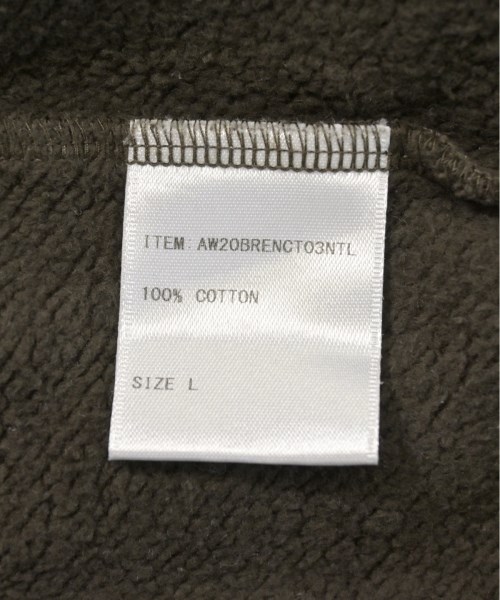 ITEM: AW20BRENCT03NTL
100% COTTON
SIZE L